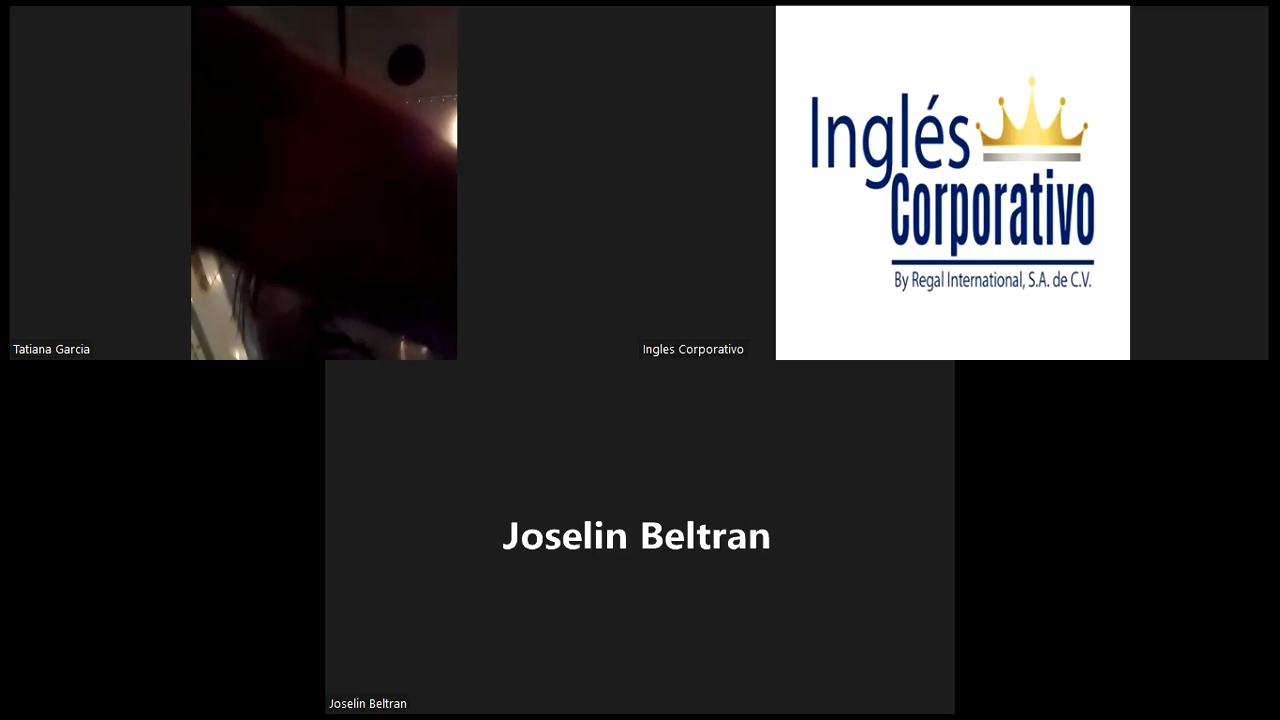 Inglés
Corporativo
By Regal International, S.A. de C.V.
Tatiana Garcia
Ingles Corporativo
Joselin Beltran
Joselin Beltran